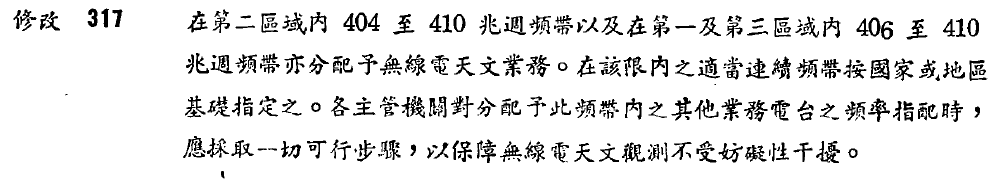 修改 317 在第二區域內 404 至 410 兆週頻帶以及在第一及第三區域內 406 至 410
兆週頻帶亦分配予無線電天文業務。在該限內之適當連續頻帶按國家或地區
基礎指定之。各主管機關對分配予此頻帶內之其他業務電台之頻率指配時，
應採取一切可行步驟，以保障無線電天文觀測不受妨礙性干擾。